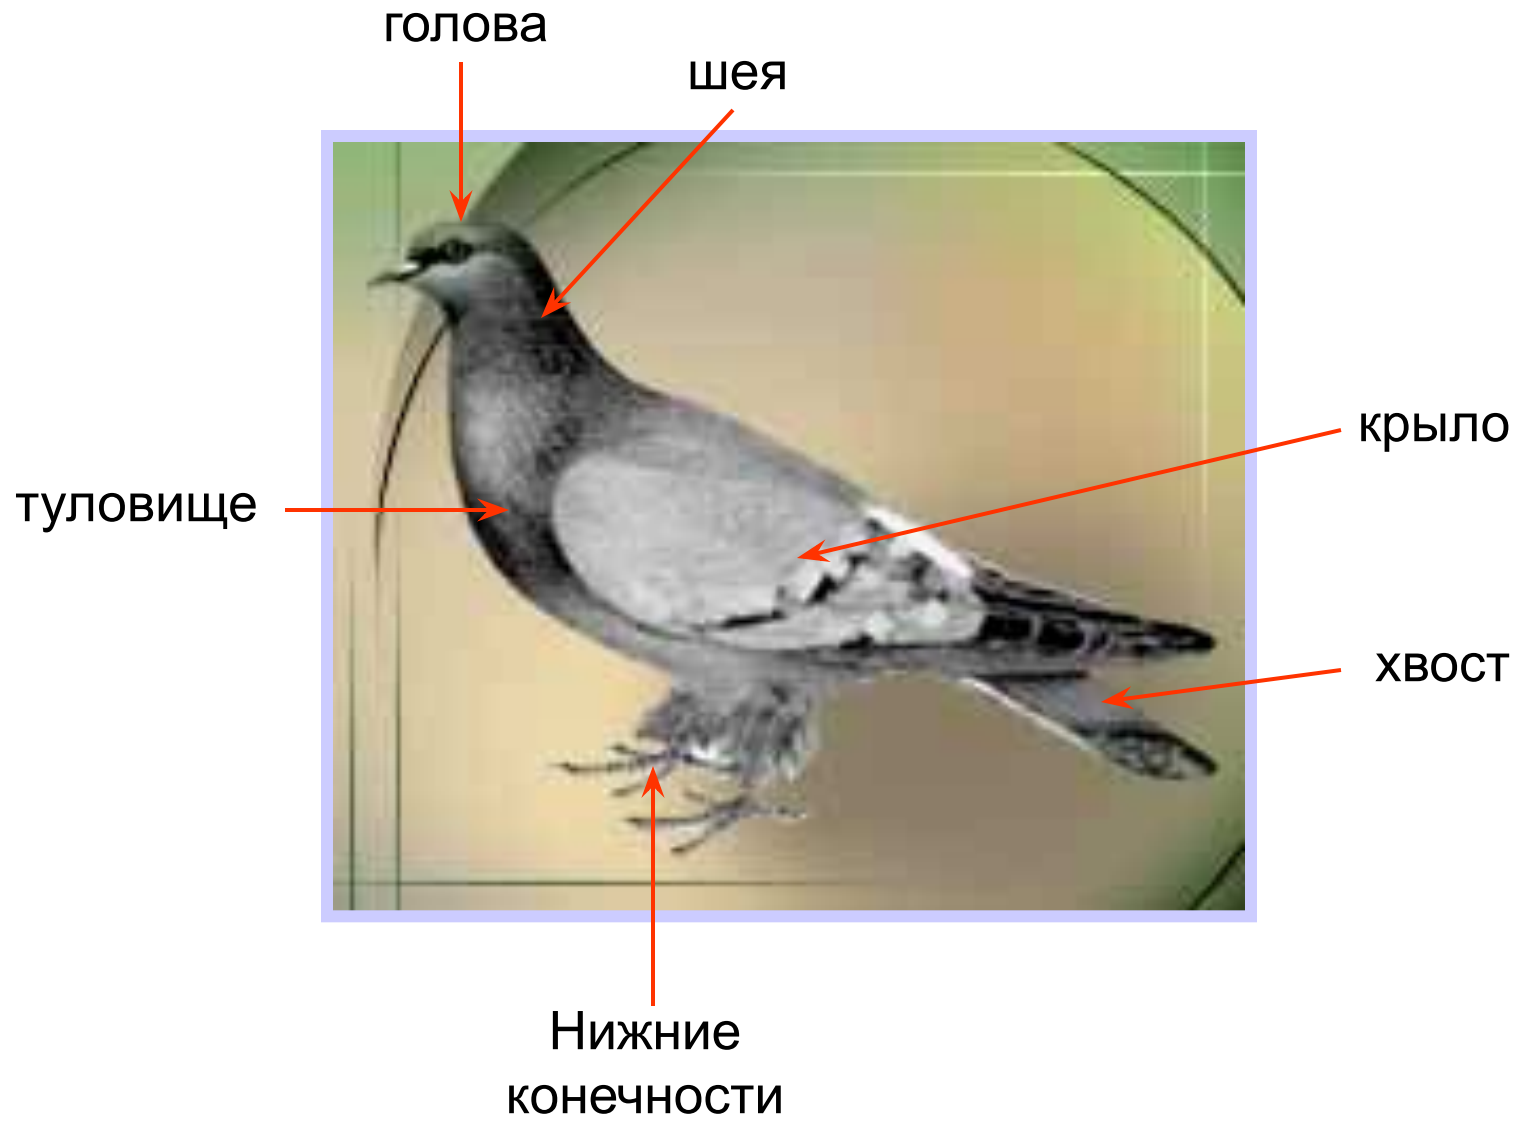 голова
шея
крыло
туловище
хвост
Нижние
конечности